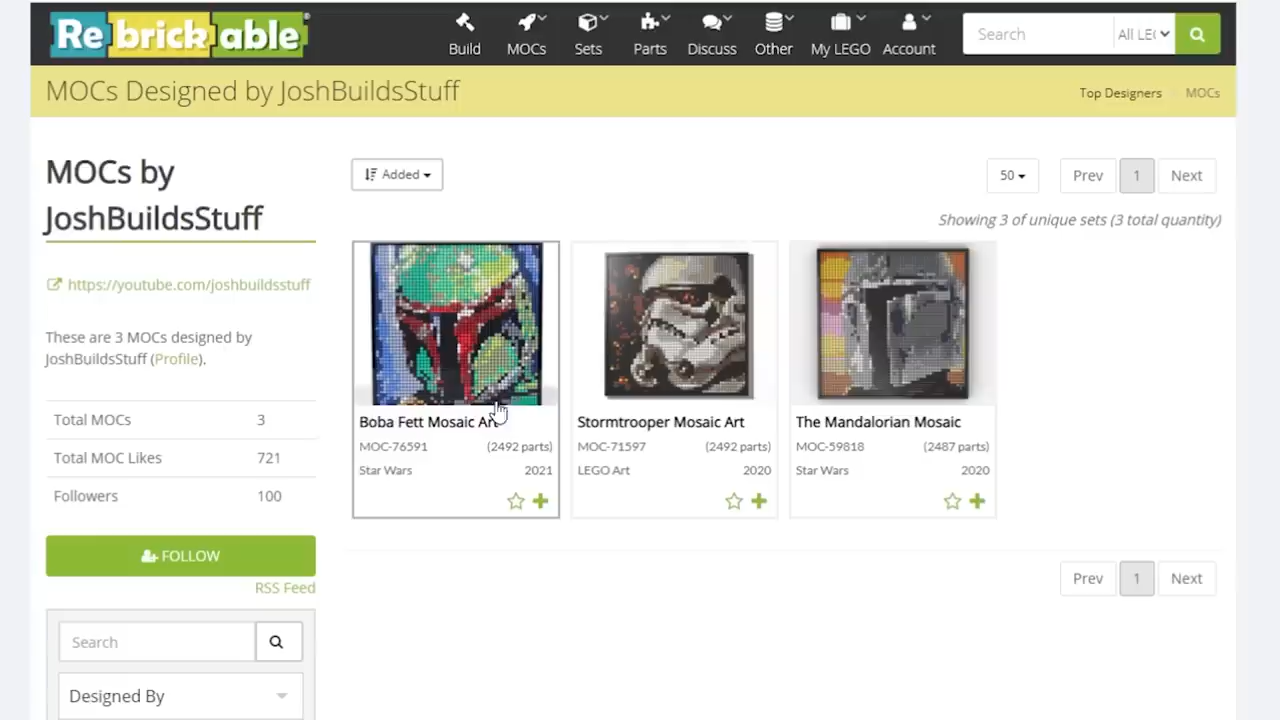 Rebrickable®
Build
MOCs
Sets
Parts
Discuss
Other
My LEGO
Account
Search
All LE(
MOCs Designed by JoshBuildsStuff
Top Designers
MOCs
MOCs by
JoshBuildsStuff
https://youtube.com/joshbuildsstuff
These are 3 MOCs designed by
JoshBuildsStuff (Profile).
Total MOCs 3
Total MOC Likes 721
Followers 100
FOLLOW
RSS Feed
Search
Designed By
Added
50
Prev
1
Next
Showing 3 of unique sets (3 total quantity)
Boba Fett Mosaic Art
MOC-76591 (2492 parts)
Star Wars 2021
Stormtrooper Mosaic Art
MOC-71597 (2492 parts)
LEGO Art 2020
The Mandalorian Mosaic
MOC-59818 (2487 parts)
Star Wars 2020
Prev
1
Next